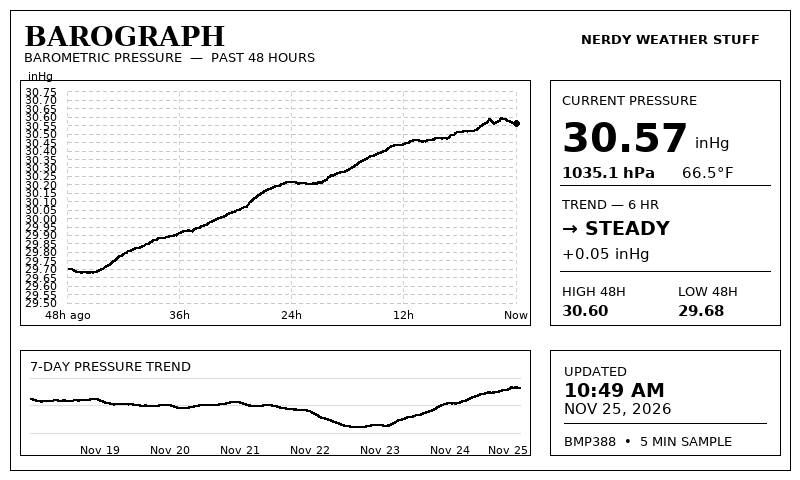 BAROGRAPH
BAROMETRIC PRESSURE — PAST 48 HOURS
NERDY WEATHER STUFF
inHg
30.75
30.70
30.65
30.60
30.55
30.50
30.45
30.40
30.35
30.30
30.25
30.20
30.15
30.10
30.05
30.00
29.95
29.90
29.85
29.80
29.75
29.70
29.65
29.60
29.55
29.50
48h ago 36h 24h 12h Now
CURRENT PRESSURE
30.57 inHg
1035.1 hPa 66.5°F
TREND — 6 HR
→ STEADY
+0.05 inHg
HIGH 48H LOW 48H
30.60 29.68
7-DAY PRESSURE TREND
Nov 19 Nov 20 Nov 21 Nov 22 Nov 23 Nov 24 Nov 25
UPDATED
10:49 AM
NOV 25, 2026
BMP388 • 5 MIN SAMPLE